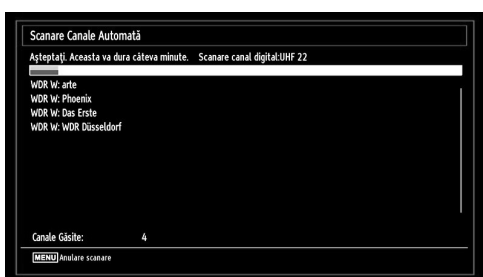 Scanare Canale Automată
Aşteptaţi. Aceasta va dura câteva minute. Scanare canal digital:UHF 22
WDR W: arte
WDR W: Phoenix
WDR W: Das Erste
WDR W: WDR Düsseldorf
Canale Găsite: 4
MENU Anulare scanare